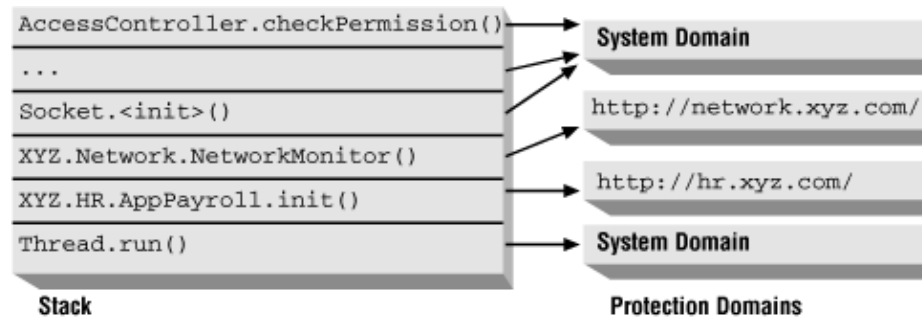 AccessController.checkPermission()
System Domain
...
Socket.<init>()
http://network.xyz.com/
XYZ.Network.NetworkMonitor()
http://hr.xyz.com/
XYZ.HR.AppPayroll.init()
Thread.run()
System Domain
Stack
Protection Domains